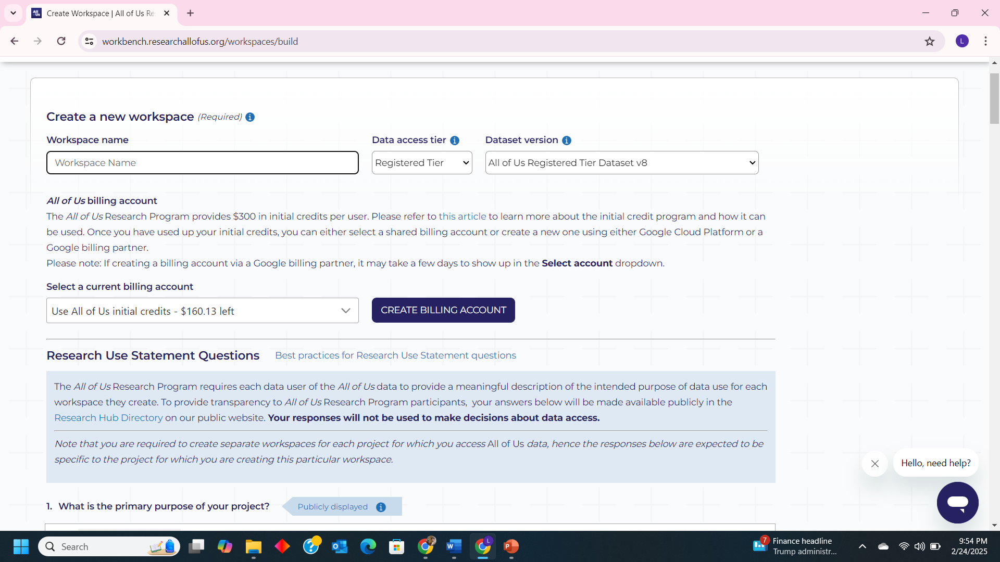 Create Workspace | All of Us Re
workbench.researchallofus.org/workspaces/build
L
Create a new workspace (Required)
Workspace name
Data access tier
Dataset version
Workspace Name
Registered Tier
All of Us Registered Tier Dataset v8
All of Us billing account
The All of Us Research Program provides $300 in initial credits per user. Please refer to this article to learn more about the initial credit program and how it can
be used. Once you have used up your initial credits, you can either select a shared billing account or create a new one using either Google Cloud Platform or a
Google billing partner.
Please note: If creating a billing account via a Google billing partner, it may take a few days to show up in the Select account dropdown.
Select a current billing account
Use All of Us initial credits - $160.13 left
CREATE BILLING ACCOUNT
Research Use Statement Questions
Best practices for Research Use Statement questions
The All of Us Research Program requires each data user of the All of Us data to provide a meaningful description of the intended purpose of data use for each
workspace they create. To provide transparency to All of Us Research Program participants, your answers below will be made available publicly in the
Research Hub Directory on our public website. Your responses will not be used to make decisions about data access.
Note that you are required to create separate workspaces for each project for which you access All of Us data, hence the responses below are expected to be
specific to the project for which you are creating this particular workspace.
Hello, need help?
1. What is the primary purpose of your project?
Publicly displayed
Search
7
Finance headline
Trump administr...
9:54 PM
2/24/2025